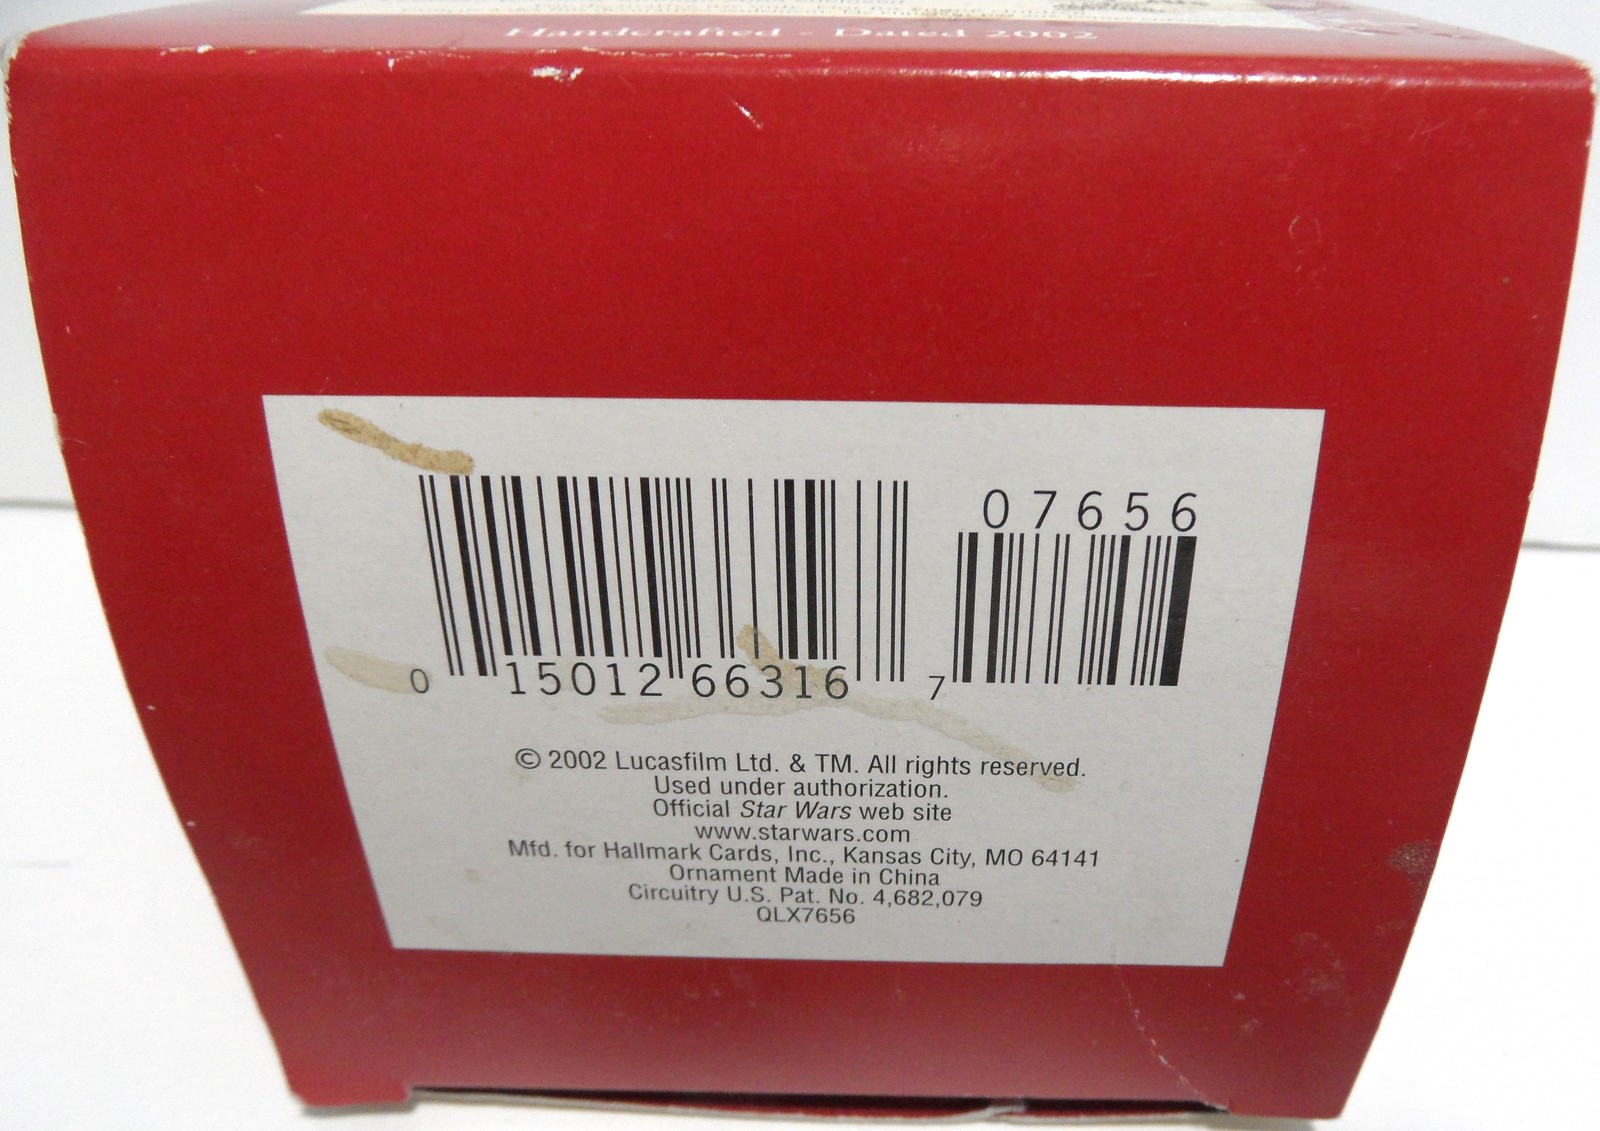 Handcrafted - Dated 2002
07656
0 15012 66316 7
© 2002 Lucasfilm Ltd. & TM. All rights reserved.
Used under authorization.
Official Star Wars web site
www.starwars.com
Mfd. for Hallmark Cards, Inc., Kansas City, MO 64141
Ornament Made in China
Circuitry U.S. Pat. No. 4,682,079
QLX7656